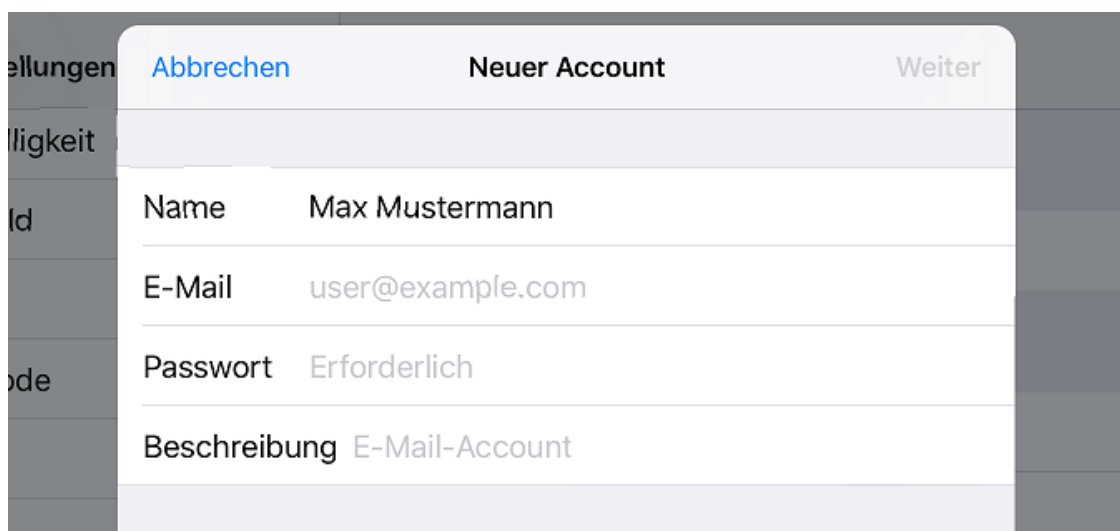 ellungen
Abbrechen Neuer Account Weiter
lligkeit
Name Max Mustermann
ld
E-Mail user@example.com
Passwort Erforderlich
ode
Beschreibung E-Mail-Account